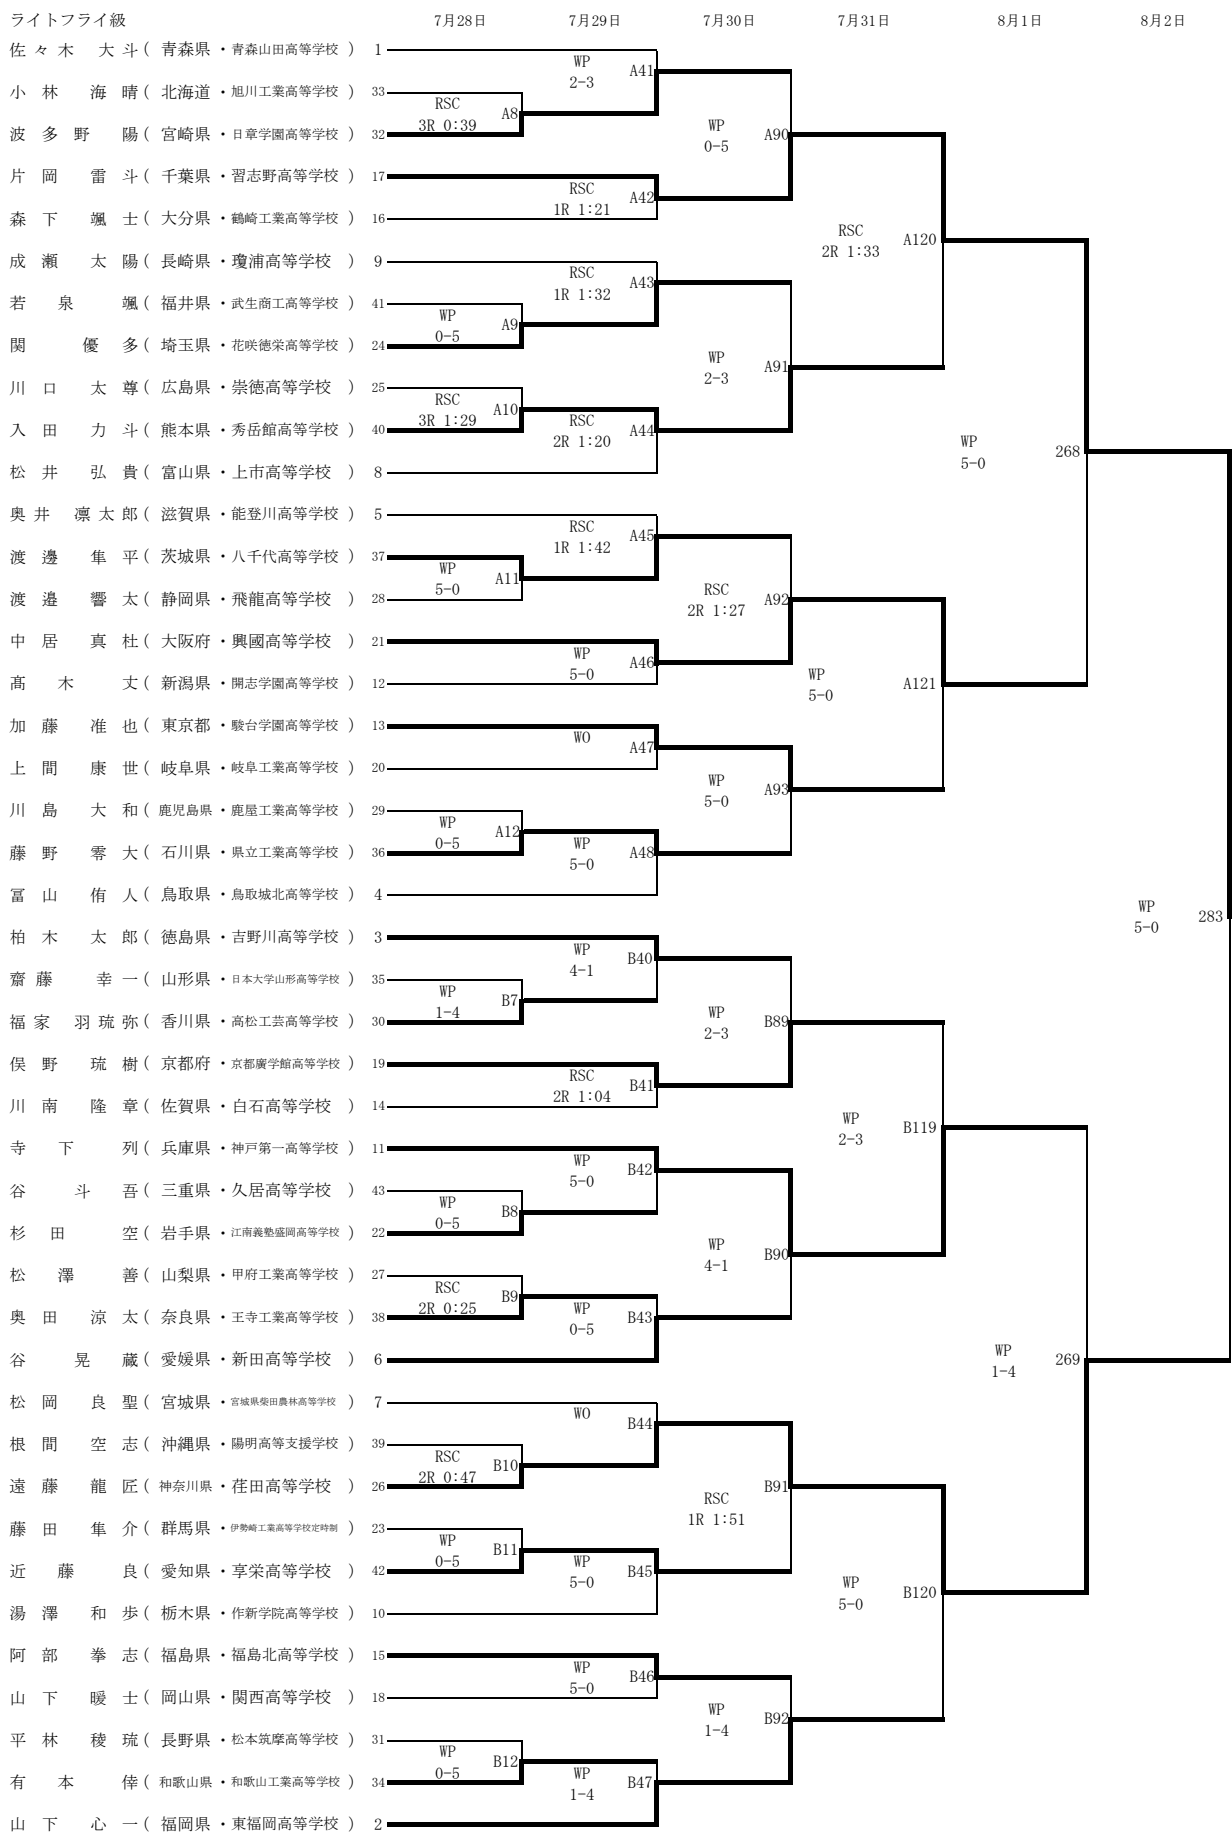 ライトフライ級 7月28日 7月29日 7月30日 7月31日 8月1日 8月2日
佐々木 大斗 ( 青森県 ・ 青森山田高等学校 ) 1
WP
2-3 A41
小林 海晴 ( 北海道 ・ 旭川工業高等学校 ) 33
RSC
3R 0:39 A8
波多野 陽 ( 宮崎県 ・ 日章学園高等学校 ) 32
WP
0-5 A90
片岡 雷斗 ( 千葉県 ・ 習志野高等学校 ) 17
RSC
1R 1:21 A42
森下 颯士 ( 大分県 ・ 鶴崎工業高等学校 ) 16
RSC
2R 1:33 A120
成瀬 太陽 ( 長崎県 ・ 瓊浦高等学校 ) 9
RSC
1R 1:32 A43
若泉 颯 ( 福井県 ・ 武生商工高等学校 ) 41
WP
0-5 A9
関 優多 ( 埼玉県 ・ 花咲徳栄高等学校 ) 24
WP
2-3 A91
川口 太尊 ( 広島県 ・ 崇徳高等学校 ) 25
RSC
3R 1:29 A10
入田 力斗 ( 熊本県 ・ 秀岳館高等学校 ) 40
RSC
2R 1:20 A44
WP
5-0 268
松井 弘貴 ( 富山県 ・ 上市高等学校 ) 8
奥井 凛太郎 ( 滋賀県 ・ 能登川高等学校 ) 5
RSC
1R 1:42 A45
渡邊 隼平 ( 茨城県 ・ 八千代高等学校 ) 37
WP
5-0 A11
渡邉 響太 ( 静岡県 ・ 飛龍高等学校 ) 28
RSC
2R 1:27 A92
中居 真杜 ( 大阪府 ・ 興國高等学校 ) 21
WP
5-0 A46
髙木 丈 ( 新潟県 ・ 開志学園高等学校 ) 12
WP
5-0 A121
加藤 准也 ( 東京都 ・ 駿台学園高等学校 ) 13
WO A47
上間 康世 ( 岐阜県 ・ 岐阜工業高等学校 ) 20
WP
5-0 A93
川島 大和 ( 鹿児島県 ・ 鹿屋工業高等学校 ) 29
WP
0-5 A12
藤野 零大 ( 石川県 ・ 県立工業高等学校 ) 36
WP
5-0 A48
冨山 侑人 ( 鳥取県 ・ 鳥取城北高等学校 ) 4
WP
5-0 283
柏木 太郎 ( 徳島県 ・ 吉野川高等学校 ) 3
WP
4-1 B40
齋藤 幸一 ( 山形県 ・ 日本大学山形高等学校 ) 35
WP
1-4 B7
福家 羽琉弥 ( 香川県 ・ 高松工芸高等学校 ) 30
WP
2-3 B89
俣野 琉樹 ( 京都府 ・ 京都廣学館高等学校 ) 19
RSC
2R 1:04 B41
川南 隆章 ( 佐賀県 ・ 白石高等学校 ) 14
WP
2-3 B119
寺下 列 ( 兵庫県 ・ 神戸第一高等学校 ) 11
WP
5-0 B42
谷 斗吾 ( 三重県 ・ 久居高等学校 ) 43
WP
0-5 B8
杉田 空 ( 岩手県 ・ 江南義塾盛岡高等学校 ) 22
WP
4-1 B90
松澤 善 ( 山梨県 ・ 甲府工業高等学校 ) 27
RSC
2R 0:25 B9
奥田 涼太 ( 奈良県 ・ 王寺工業高等学校 ) 38
WP
0-5 B43
谷 晃蔵 ( 愛媛県 ・ 新田高等学校 ) 6
WP
1-4 269
松岡 良聖 ( 宮城県 ・ 宮城県柴田農林高等学校 ) 7
WO B44
根間 空志 ( 沖縄県 ・ 陽明高等支援学校 ) 39
RSC
2R 0:47 B10
遠藤 龍匠 ( 神奈川県 ・ 荏田高等学校 ) 26
RSC
1R 1:51 B91
藤田 隼介 ( 群馬県 ・ 伊勢崎工業高等学校定時制 ) 23
WP
0-5 B11
近藤 良 ( 愛知県 ・ 享栄高等学校 ) 42
WP
5-0 B45
湯澤 和歩 ( 栃木県 ・ 作新学院高等学校 ) 10
WP
5-0 B120
阿部 拳志 ( 福島県 ・ 福島北高等学校 ) 15
WP
5-0 B46
山下 暖士 ( 岡山県 ・ 関西高等学校 ) 18
WP
1-4 B92
平林 稜琉 ( 長野県 ・ 松本筑摩高等学校 ) 31
WP
0-5 B12
有本 倖 ( 和歌山県 ・ 和歌山工業高等学校 ) 34
WP
1-4 B47
山下 心一 ( 福岡県 ・ 東福岡高等学校 ) 2